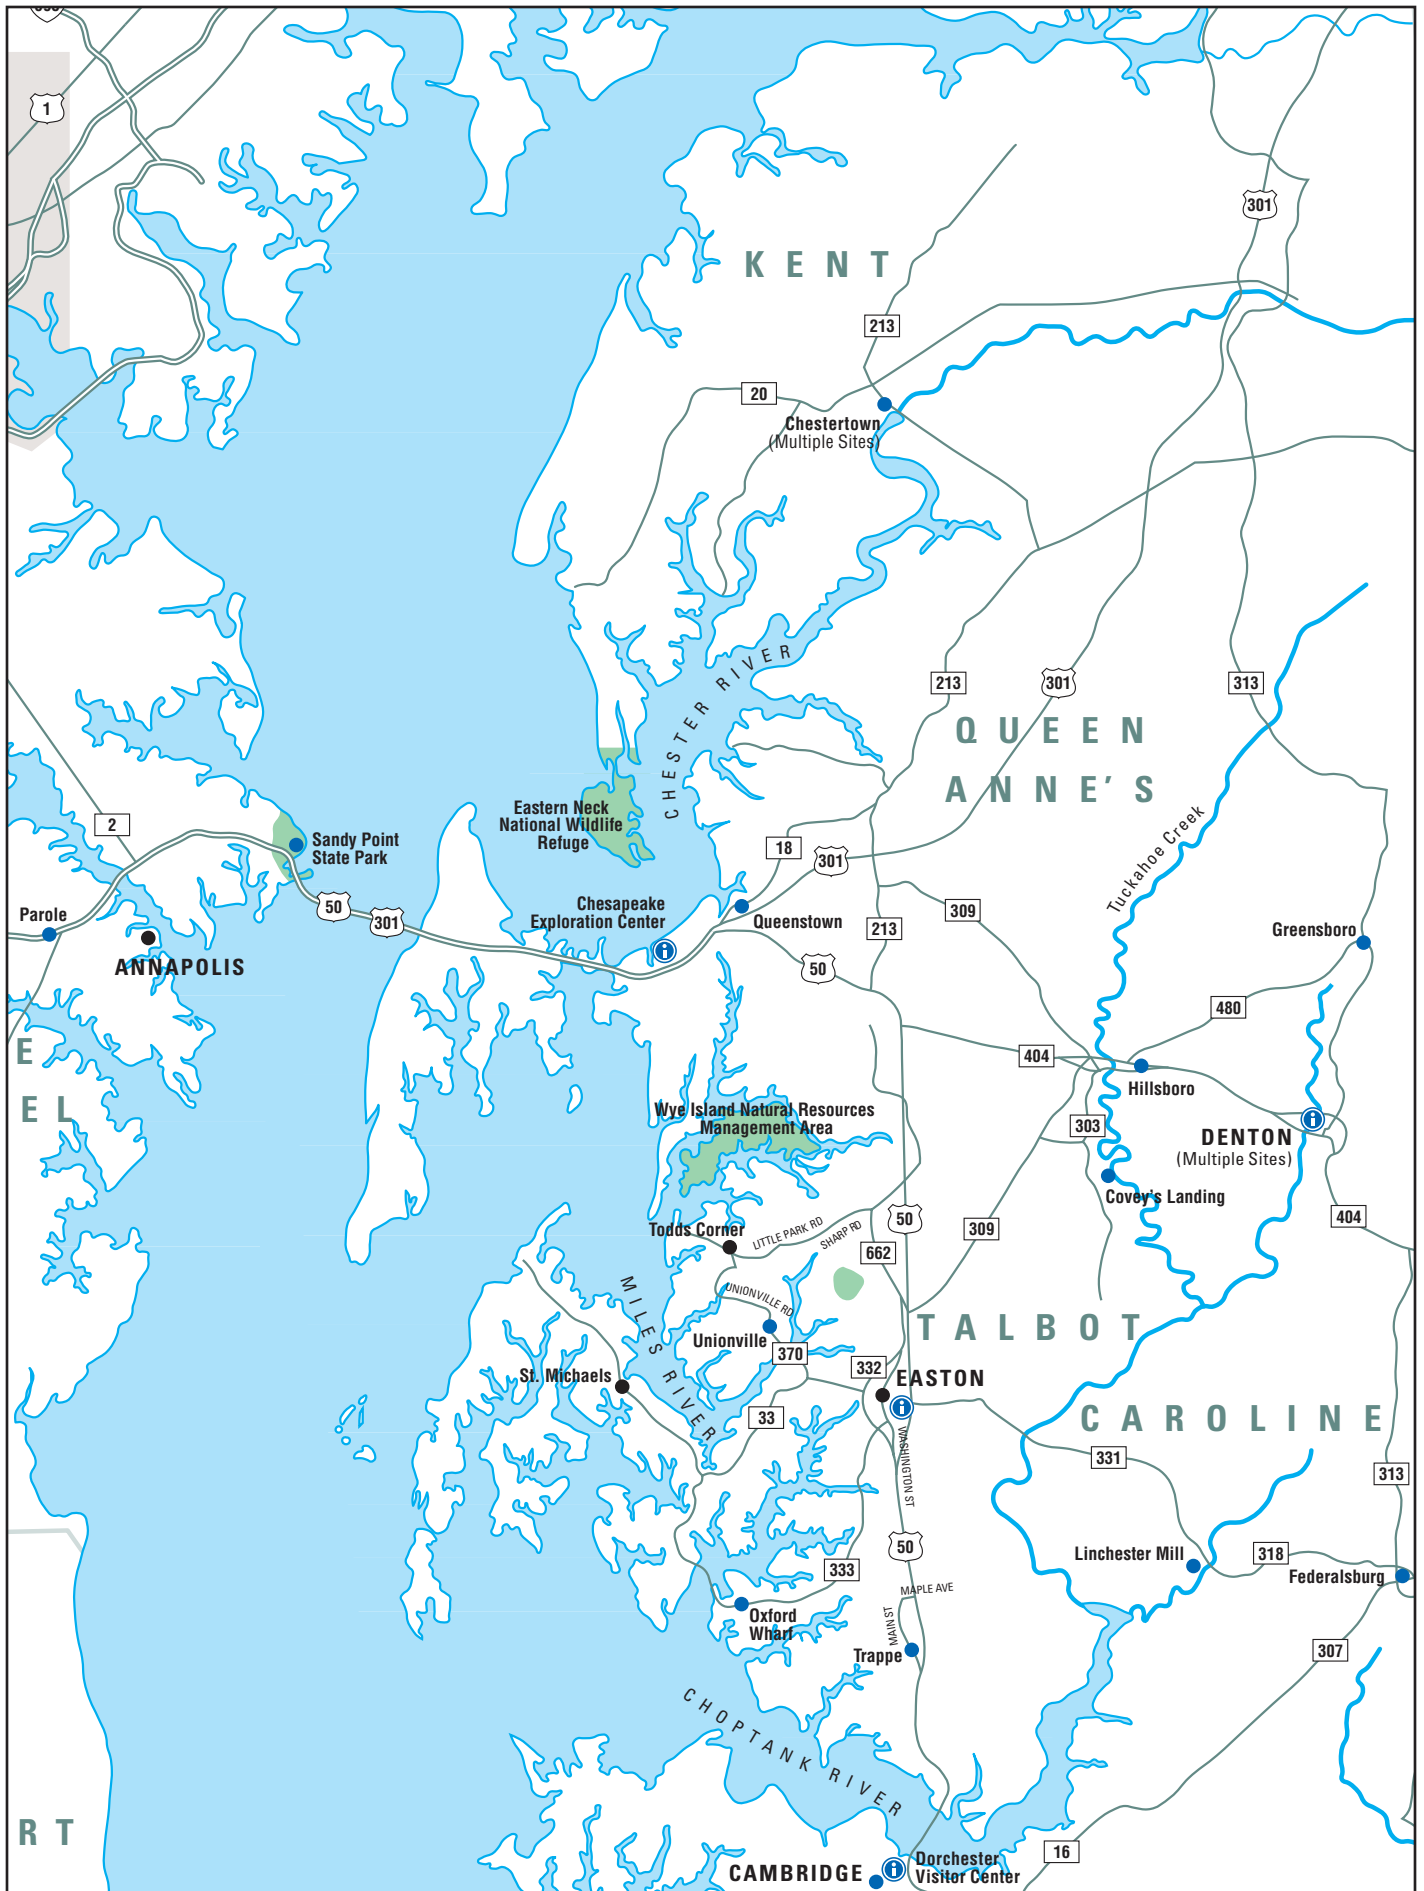 1
301
KENT
213
20
Chestertown
(Multiple Sites)
CHESTER RIVER
213
301
313
QUEEN
ANNE'S
Eastern Neck
National Wildlife
Refuge
Tuckahoe Creek
2
Sandy Point
State Park
18
301
Parole
50
301
Chesapeake
Exploration Center
Queenstown
309
213
Greensboro
ANNAPOLIS
50
480
E
404
Hillsboro
EL
Wye Island Natural Resources
Management Area
303
DENTON
(Multiple Sites)
Covey's Landing
Todds Corner
LITTLE PARK RD
SHARP RD
50
309
404
662
MILES RIVER
UNIONVILLE RD
Unionville
370
TALBOT
St. Michaels
332
EASTON
33
CAROLINE
WASHINGTON ST
331
313
50
Linchester Mill
318
Federalsburg
333
MAPLE AVE
MAIN ST
Oxford
Wharf
Trappe
307
CHOPTANK RIVER
RT
16
CAMBRIDGE
Dorchester
Visitor Center